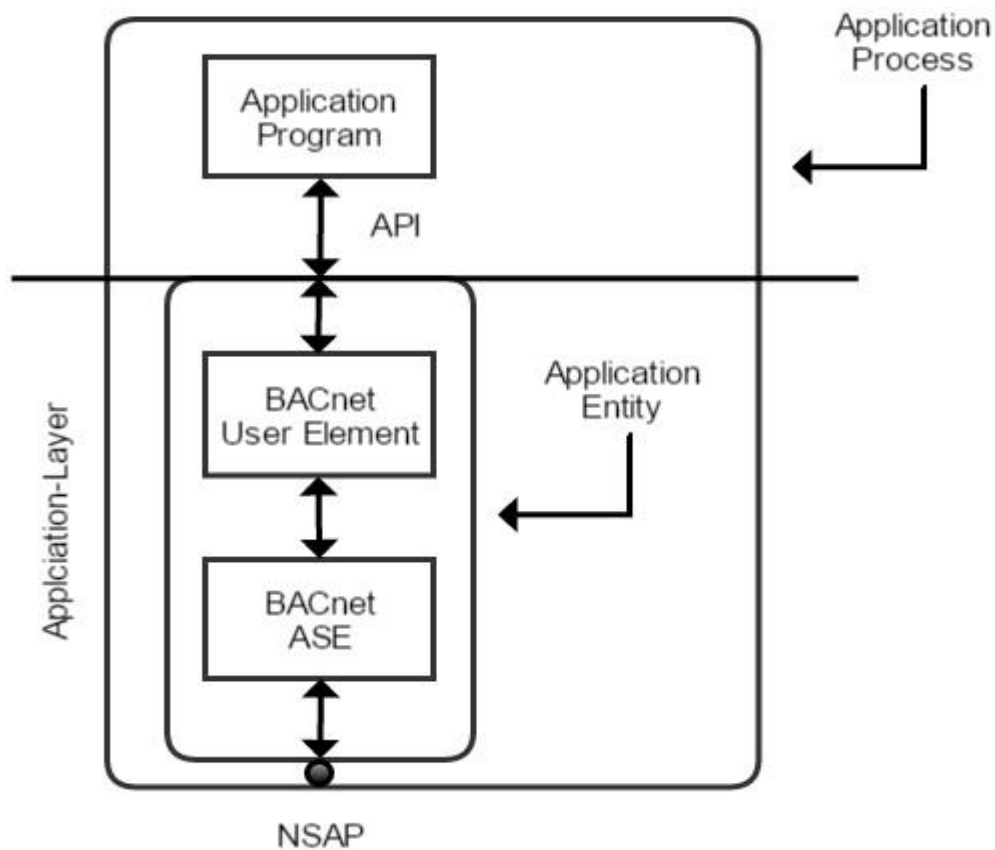 Application
Process
Application
Program
API
Application
Entity
BACnet
User Element
Applciation-Layer
BACnet
ASE
NSAP